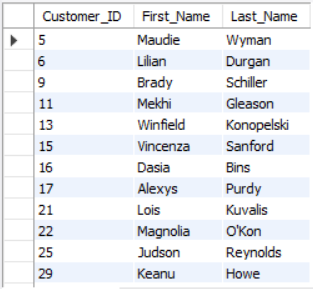 Customer_ID First_Name Last_Name
5 Maudie Wyman
6 Lilian Durgan
9 Brady Schiller
11 Mekhi Gleason
13 Winfield Konopelski
15 Vincenza Sanford
16 Dasia Bins
17 Alexys Purdy
21 Lois Kuvalis
22 Magnolia O'Kon
25 Judson Reynolds
29 Keanu Howe